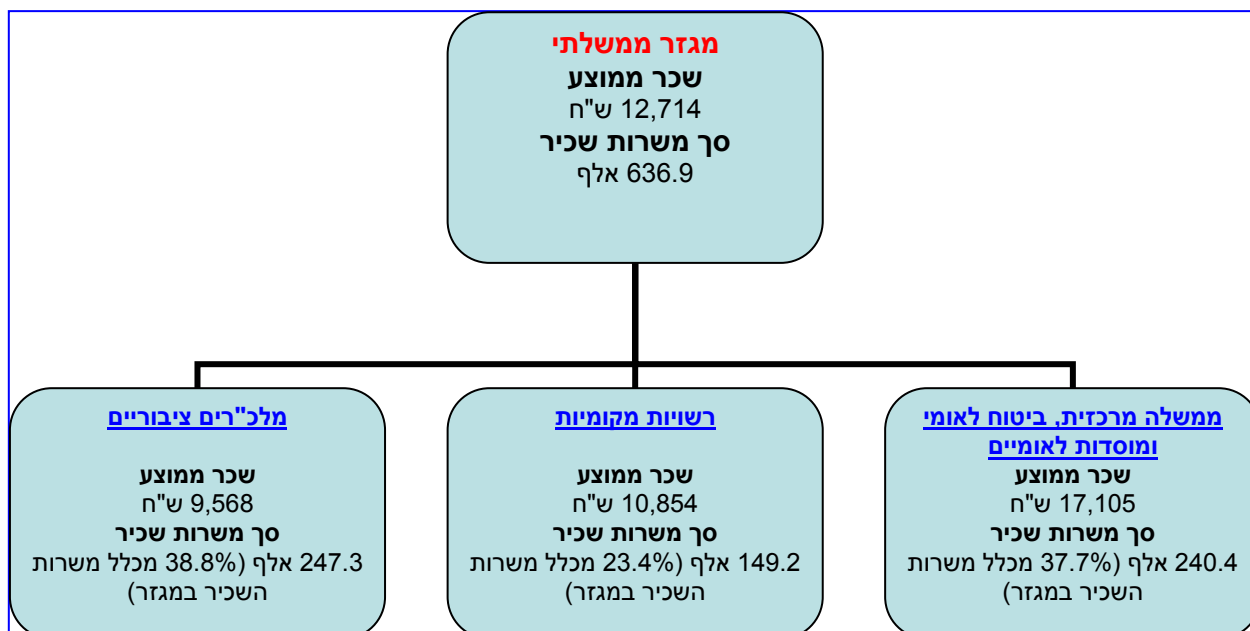 מגזר ממשלתי
שכר ממוצע
12,714 ש"ח
סך משרות שכיר
636.9 אלף
ממשלה מרכזית, ביטוח לאומי
ומוסדות לאומיים
שכר ממוצע
17,105 ש"ח
סך משרות שכיר
240.4 אלף (37.7% מכלל משרות
השכיר במגזר)
רשויות מקומיות
שכר ממוצע
10,854 ש"ח
סך משרות שכיר
149.2 אלף (23.4% מכלל משרות
השכיר במגזר)
מלכ"רים ציבוריים
שכר ממוצע
9,568 ש"ח
סך משרות שכיר
247.3 אלף (38.8% מכלל משרות
השכיר במגזר)